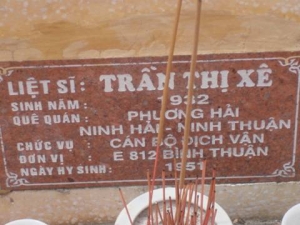 LIỆT SĨ: TRẦN THỊ XÊ
SINH NĂM : 932
QUÊ QUÁN : PHƯƠNG HẢI
NINH HẢI - NINH THUẬN
CHỨC VỤ : CÁN BỘ DỊCH VẬN
ĐƠN VỊ : E 812 BÌNH THUẬN
NGÀY HY SINH : 1951